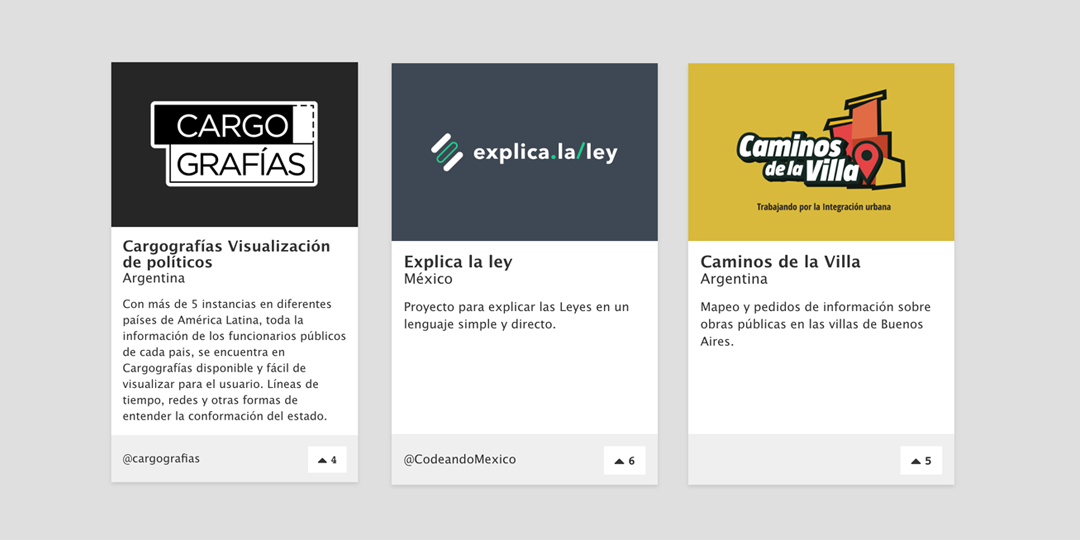 CARGO
GRAFÍAS
Cargografías Visualización
de políticos
Argentina
Con más de 5 instancias en diferentes
países de América Latina, toda la
información de los funcionarios públicos
de cada pais, se encuentra en
Cargografías disponible y fácil de
visualizar para el usuario. Líneas de
tiempo, redes y otras formas de
entender la conformación del estado.
@cargografias
4
explica.la/ley
Explica la ley
México
Proyecto para explicar las Leyes en un
lenguaje simple y directo.
@CodeandoMexico
6
Caminos
de la Villa
Trabajando por la Integración urbana
Caminos de la Villa
Argentina
Mapeo y pedidos de información sobre
obras públicas en las villas de Buenos
Aires.
5